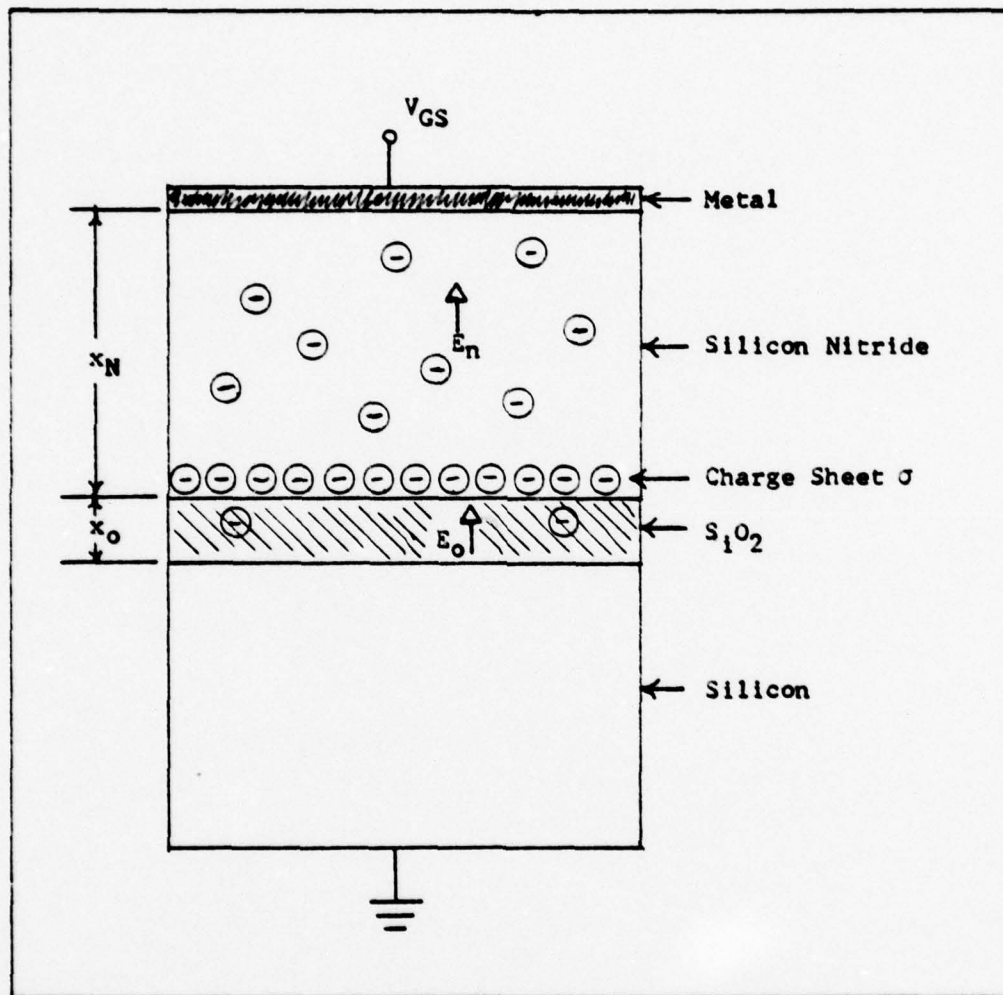 V_GS
Metal
E_n
x_N
Silicon Nitride
Charge Sheet σ
x_o
E_o
S_iO_2
Silicon